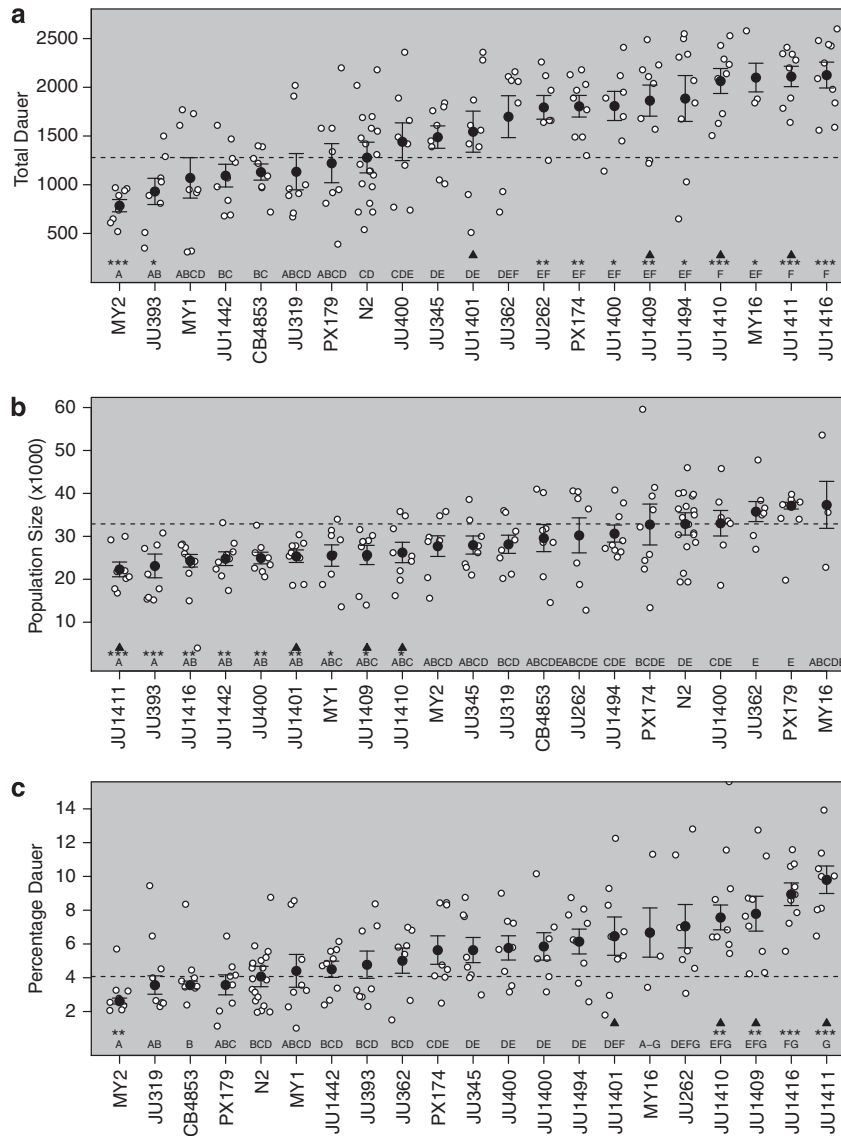 a
Total Dauer
2500
2000
1500
1000
500
*** * ** ** * ** * *** * *** ***
A AB ABCD BC BC ABCD ABCD CD CDE DE DE DEF EF EF EF EF EF F EF F F
MY2 JU393 MY1 JU1442 CB4853 JU319 PX179 N2 JU400 JU345 JU1401 JU362 JU262 PX174 JU1400 JU1409 JU1494 JU1410 MY16 JU1411 JU1416
b
Population Size (x1000)
60
50
40
30
20
10
*** *** ** ** ** ** * * *
A A AB AB AB AB ABC ABC ABC ABCD ABCD BCD ABCDE ABCDE CDE BCDE DE CDE E E ABCDE
JU1411 JU393 JU1416 JU1442 JU400 JU1401 MY1 JU1409 JU1410 MY2 JU345 JU319 CB4853 JU262 JU1494 PX174 N2 JU1400 JU362 PX179 MY16
c
Percentage Dauer
14
12
10
8
6
4
2
** ** ** *** ***
A AB B ABC BCD ABCD BCD BCD BCD CDE DE DE DE DE DEF A–G DEFG EFG EFG FG G
MY2 JU319 CB4853 PX179 N2 MY1 JU1442 JU393 JU362 PX174 JU345 JU400 JU1400 JU1494 JU1401 MY16 JU262 JU1410 JU1409 JU1416 JU1411